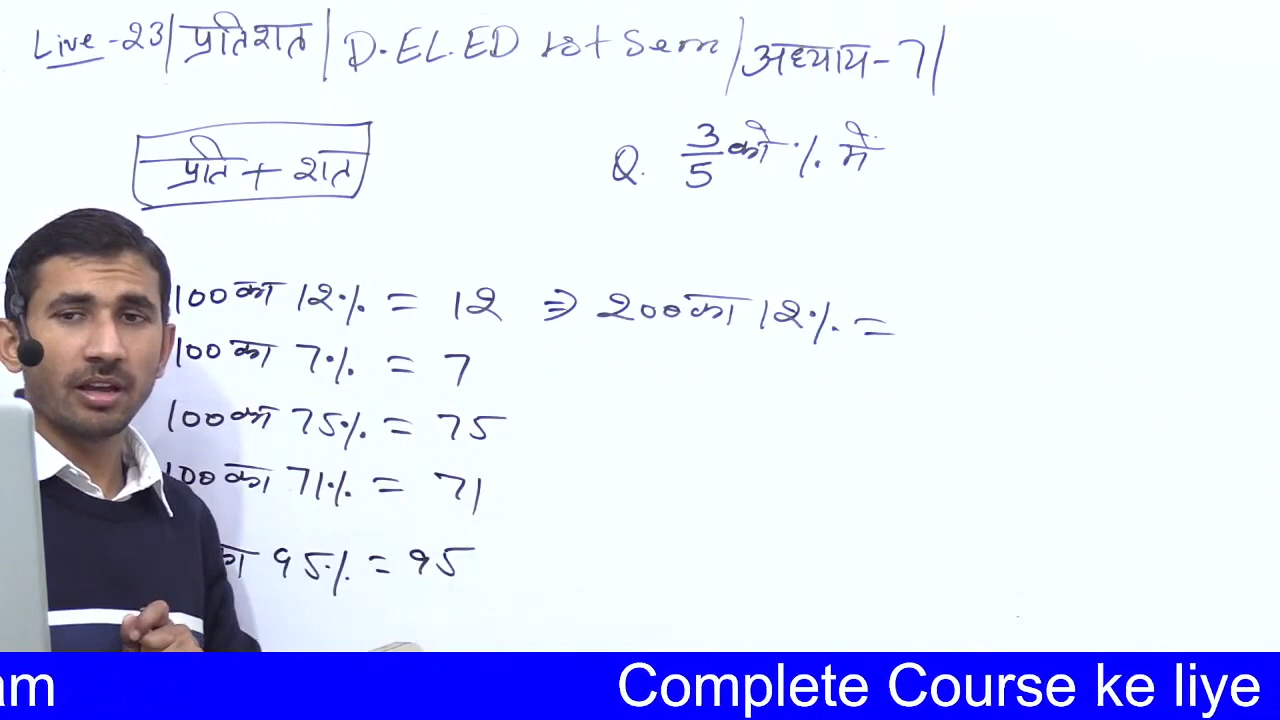 Live-23 | प्रतिशत | D.EL.ED 1st Sem | अध्याय-7 |
प्रति + शत
Q. 3/5 को % में
100 का 12% = 12 ⇒ 200 का 12% =
100 का 7% = 7
100 का 75% = 75
100 का 71% = 71
का 95% = 95
am Complete Course ke liye